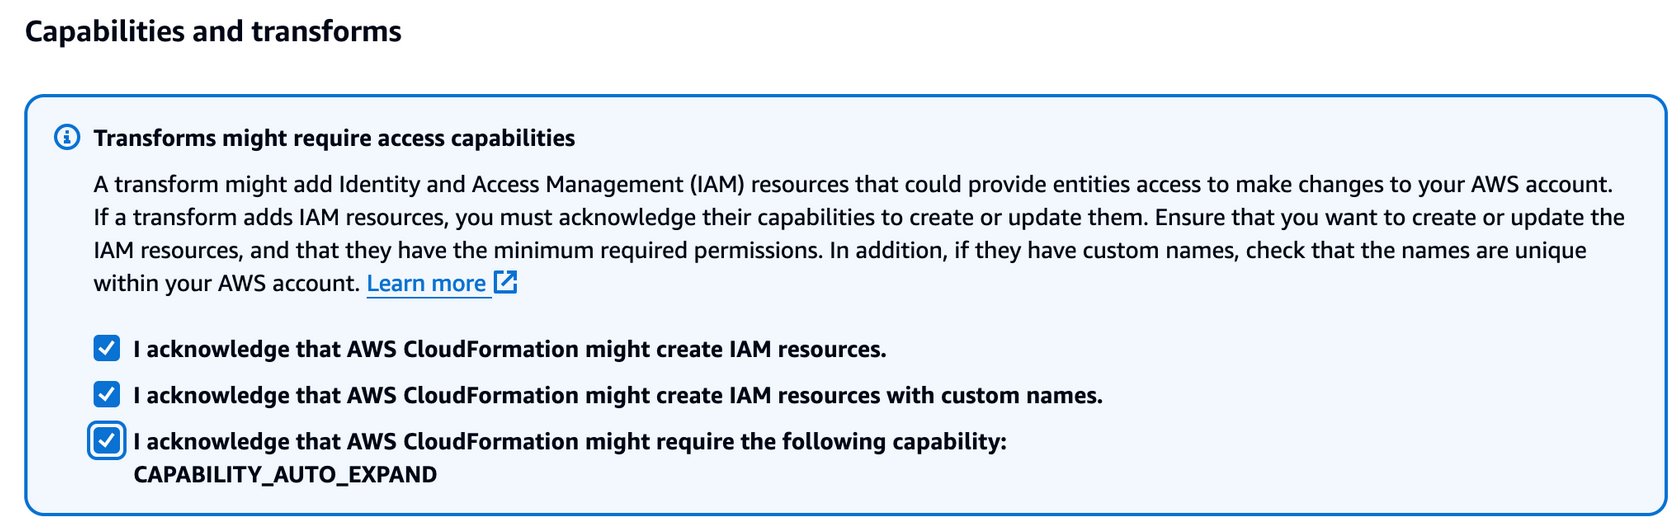 Capabilities and transforms
Transforms might require access capabilities
A transform might add Identity and Access Management (IAM) resources that could provide entities access to make changes to your AWS account.
If a transform adds IAM resources, you must acknowledge their capabilities to create or update them. Ensure that you want to create or update the
IAM resources, and that they have the minimum required permissions. In addition, if they have custom names, check that the names are unique
within your AWS account. Learn more
I acknowledge that AWS CloudFormation might create IAM resources.
I acknowledge that AWS CloudFormation might create IAM resources with custom names.
I acknowledge that AWS CloudFormation might require the following capability:
CAPABILITY_AUTO_EXPAND